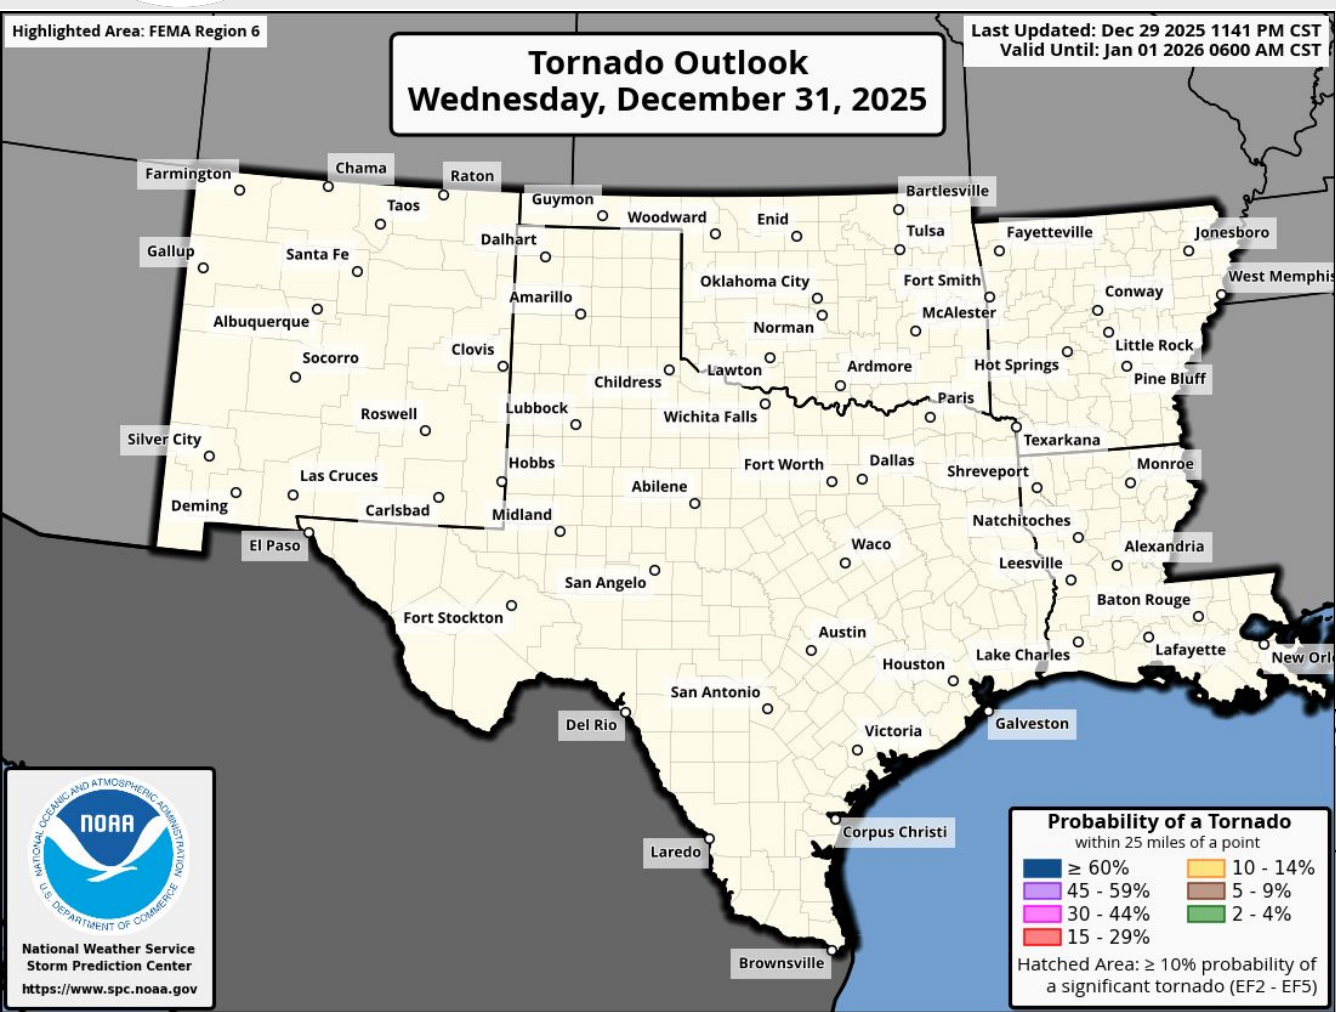 Highlighted Area: FEMA Region 6
Last Updated: Dec 29 2025 1141 PM CST
Valid Until: Jan 01 2026 0600 AM CST
Tornado Outlook
Wednesday, December 31, 2025
Farmington
Chama
Raton
Taos
Guymon
Woodward
Enid
Bartlesville
Tulsa
Fayetteville
Jonesboro
Gallup
Santa Fe
Dalhart
Oklahoma City
Fort Smith
Conway
West Memphis
Albuquerque
Amarillo
Norman
McAlester
Little Rock
Socorro
Clovis
Childress
Lawton
Ardmore
Hot Springs
Pine Bluff
Roswell
Lubbock
Wichita Falls
Paris
Texarkana
Silver City
Las Cruces
Hobbs
Abilene
Fort Worth
Dallas
Shreveport
Monroe
Deming
Carlsbad
Midland
Natchitoches
El Paso
San Angelo
Waco
Leesville
Alexandria
Fort Stockton
Austin
Baton Rouge
Houston
Lake Charles
Lafayette
New Orl
San Antonio
Del Rio
Victoria
Galveston
Corpus Christi
Laredo
Brownsville
NATIONAL OCEANIC AND ATMOSPHERIC ADMINISTRATION
NOAA
U.S. DEPARTMENT OF COMMERCE
National Weather Service
Storm Prediction Center
https://www.spc.noaa.gov
Probability of a Tornado
within 25 miles of a point
≥ 60%
10 - 14%
45 - 59%
5 - 9%
30 - 44%
2 - 4%
15 - 29%
Hatched Area: ≥ 10% probability of
a significant tornado (EF2 - EF5)